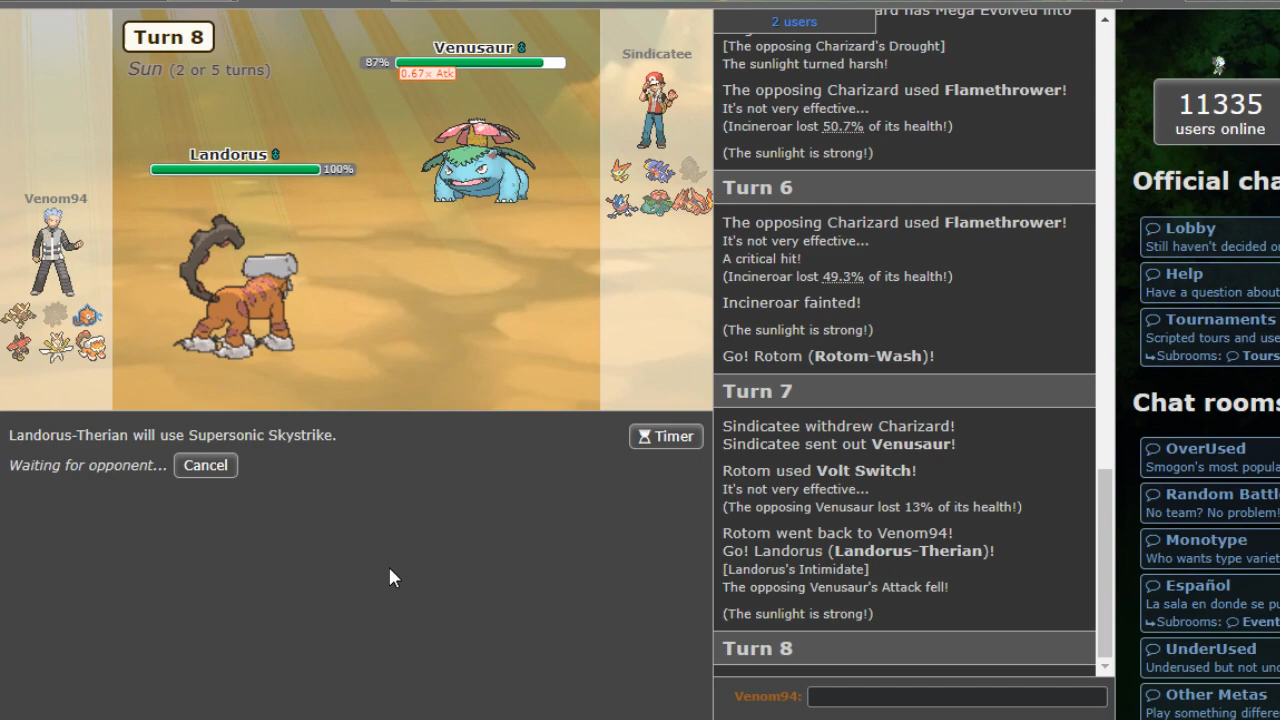 Turn 8
Sun (2 or 5 turns)
Venusaur
87%
0.67× Atk
Landorus
100%
Venom94
Sindicatee
Landorus-Therian will use Supersonic Skystrike.
Waiting for opponent... Cancel
Timer
2 users
ard has Mega Evolved into
[The opposing Charizard's Drought]
The sunlight turned harsh!
The opposing Charizard used Flamethrower!
It's not very effective...
(Incineroar lost 50.7% of its health!)
(The sunlight is strong!)
Turn 6
The opposing Charizard used Flamethrower!
It's not very effective...
A critical hit!
(Incineroar lost 49.3% of its health!)
Incineroar fainted!
(The sunlight is strong!)
Go! Rotom (Rotom-Wash)!
Turn 7
Sindicatee withdrew Charizard!
Sindicatee sent out Venusaur!
Rotom used Volt Switch!
It's not very effective...
(The opposing Venusaur lost 13% of its health!)
Rotom went back to Venom94!
Go! Landorus (Landorus-Therian)!
[Landorus's Intimidate]
The opposing Venusaur's Attack fell!
(The sunlight is strong!)
Turn 8
Venom94:
11335
users online
Official cha
Lobby
Still haven't decided o
Help
Have a question about
Tournaments
Scripted tours and use
Subrooms: Tours
Chat rooms
OverUsed
Smogon's most popula
Random Battl
No team? No problem!
Monotype
Who wants type variet
Español
La sala en donde se pu
Subrooms: Event
UnderUsed
Underused but not und
Other Metas
Play something differe